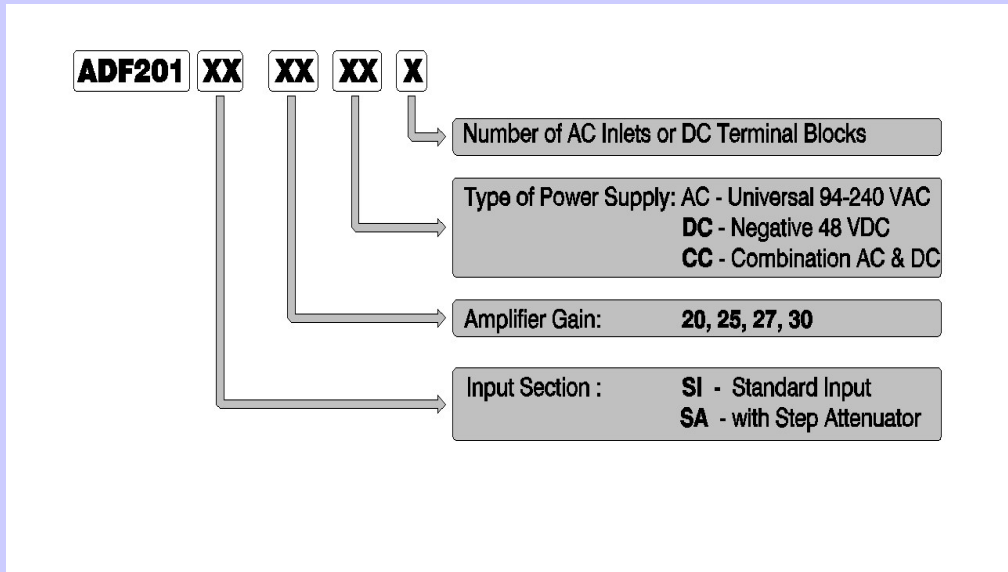 ADF201 XX XX XX X
Number of AC Inlets or DC Terminal Blocks
Type of Power Supply: AC - Universal 94-240 VAC
DC - Negative 48 VDC
CC - Combination AC & DC
Amplifier Gain: 20, 25, 27, 30
Input Section : SI - Standard Input
SA - with Step Attenuator